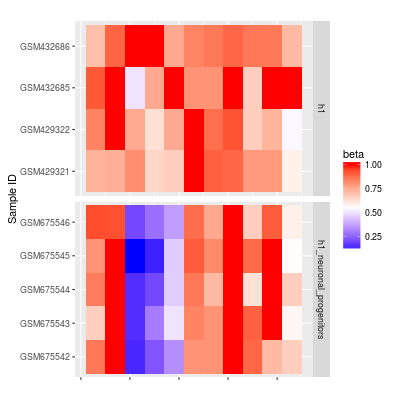 GSM432686
GSM432685
GSM429322
GSM429321
h1
Sample ID
GSM675546
GSM675545
GSM675544
GSM675543
GSM675542
h1_neuronal_progenitors
beta
1.00
0.75
0.50
0.25